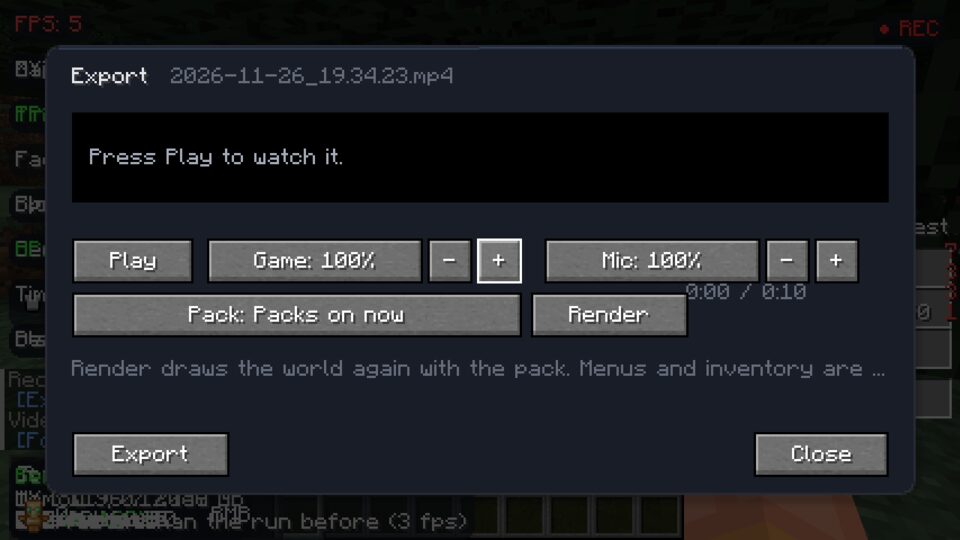 FPS: 5
● REC
Export 2026-11-26_19.34.23.mp4
Press Play to watch it.
Play Game: 100% - + Mic: 100% - +
0:00 / 0:10
Pack: Packs on now Render
Render draws the world again with the pack. Menus and inventory are ...
Export Close
run before (3 fps)